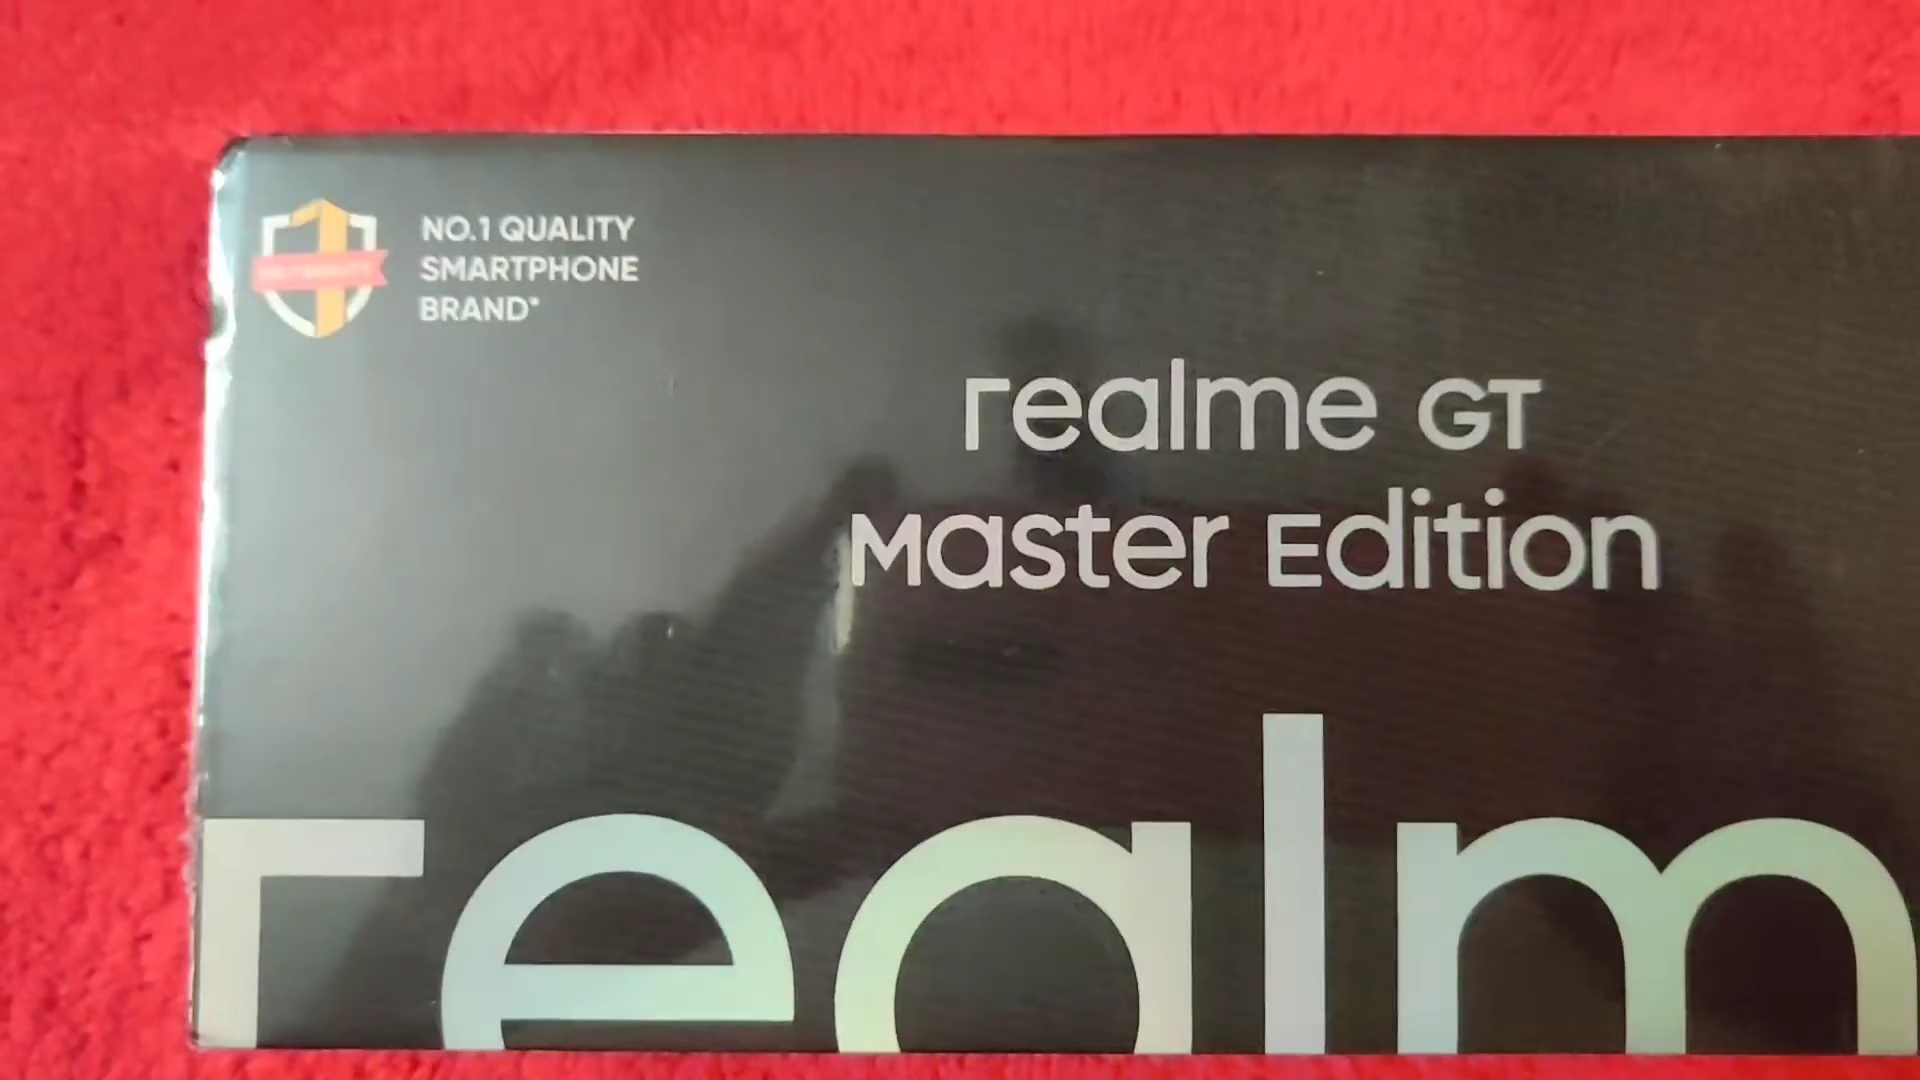 NO.1 QUALITY
SMARTPHONE
BRAND*
realme GT
Master Edition
realm